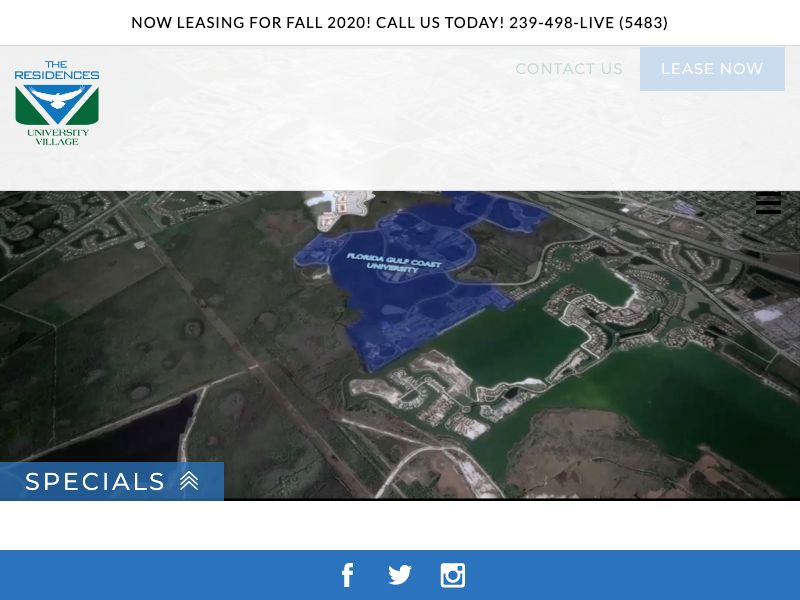 NOW LEASING FOR FALL 2020! CALL US TODAY! 239-498-LIVE (5483)
THE
RESIDENCES
UNIVERSITY
VILLAGE
CONTACT US
LEASE NOW
FLORIDA GULF COAST
UNIVERSITY
SPECIALS